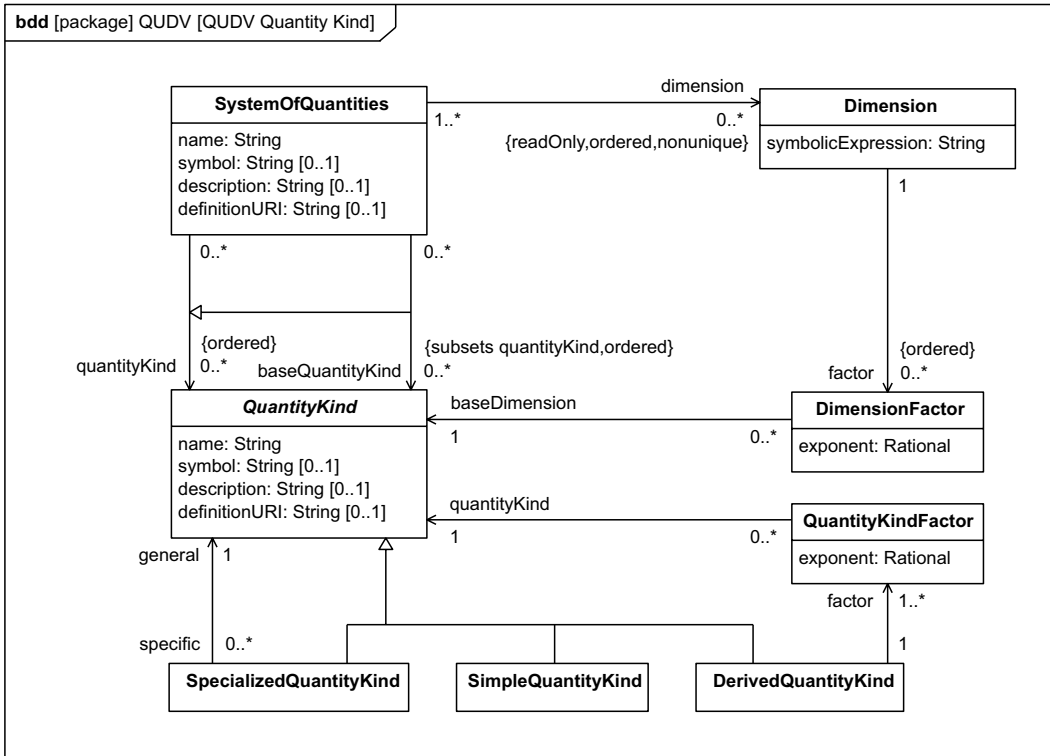 bdd [package] QUDV [QUDV Quantity Kind]
SystemOfQuantities
name: String
symbol: String [0..1]
description: String [0..1]
definitionURI: String [0..1]
dimension
1..*
0..*
{readOnly,ordered,nonunique}
Dimension
symbolicExpression: String
1
0..*
0..*
{ordered}
quantityKind
0..*
{subsets quantityKind,ordered}
baseQuantityKind
0..*
{ordered}
factor
0..*
QuantityKind
name: String
symbol: String [0..1]
description: String [0..1]
definitionURI: String [0..1]
baseDimension
1
0..*
DimensionFactor
exponent: Rational
quantityKind
1
0..*
QuantityKindFactor
exponent: Rational
general
1
factor
1..*
specific
0..*
1
SpecializedQuantityKind
SimpleQuantityKind
DerivedQuantityKind